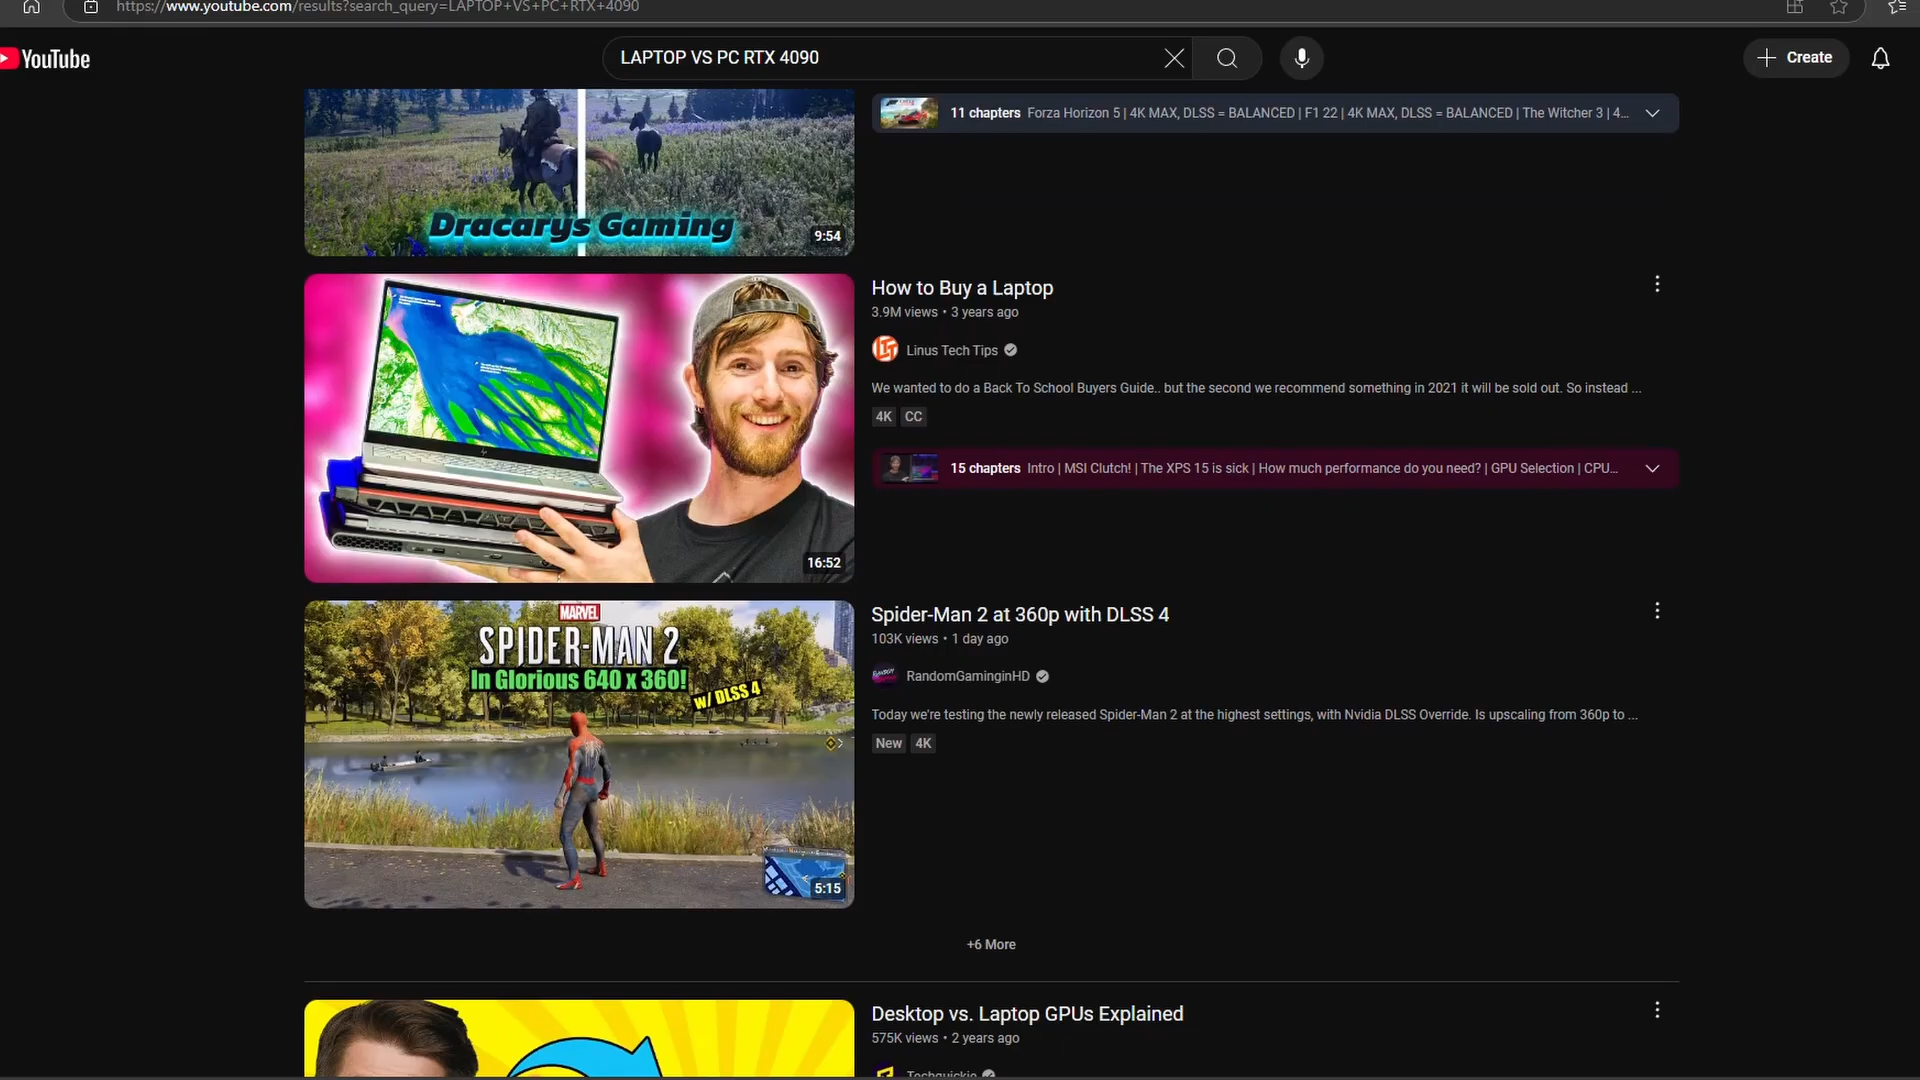 https://www.youtube.com/results?search_query=LAPTOP+VS+PC+RTX+4090
YouTube
LAPTOP VS PC RTX 4090
Create
Dracarys Gaming
9:54
11 chapters Forza Horizon 5 | 4K MAX, DLSS = BALANCED | F1 22 | 4K MAX, DLSS = BALANCED | The Witcher 3 | 4...
How to Buy a Laptop
3.9M views • 3 years ago
Linus Tech Tips
We wanted to do a Back To School Buyers Guide.. but the second we recommend something in 2021 it will be sold out. So instead ...
4K CC
15 chapters Intro | MSI Clutch! | The XPS 15 is sick | How much performance do you need? | GPU Selection | CPU...
16:52
MARVEL
SPIDER-MAN 2
In Glorious 640 x 360!
w/ DLSS 4
5:15
Spider-Man 2 at 360p with DLSS 4
103K views • 1 day ago
RandomGaminginHD
Today we're testing the newly released Spider-Man 2 at the highest settings, with Nvidia DLSS Override. Is upscaling from 360p to ...
New 4K
+6 More
Desktop vs. Laptop GPUs Explained
575K views • 2 years ago
Techquickie